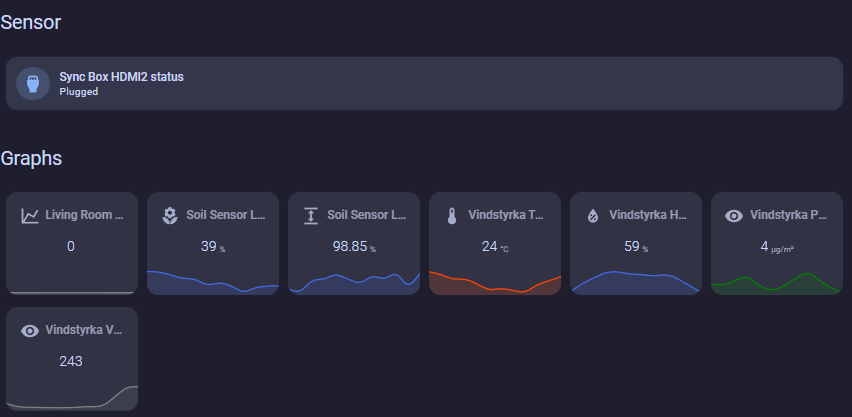 Sensor
Sync Box HDMI2 status
Plugged
Graphs
Living Room ...
0
Soil Sensor L...
39 %
Soil Sensor L...
98.85 %
Vindstyrka T...
24 °C
Vindstyrka H...
59 %
Vindstyrka P...
4 µg/m³
Vindstyrka V...
243